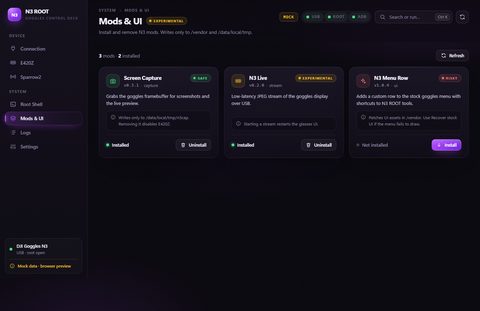 N3
N3 ROOT
GOGGLES CONTROL DECK
DEVICE
Connection
E420Z
Sparrow2
SYSTEM
Root Shell
Mods & UI
Logs
Settings
DJI Goggles N3
USB · root open
Mock data · browser preview
SYSTEM · MODS & UI
Mods & UI
EXPERIMENTAL
Install and remove N3 mods. Writes only to /vendor and /data/local/tmp.
MOCK
USB
ROOT
ADB
Search or run...
Ctrl K
3 mods · 2 installed
Refresh
Screen Capture
SAFE
v0.3.1 capture
Grabs the goggles framebuffer for screenshots and
the live preview.
Writes only to /data/local/tmp/n3cap.
Removing it disables E420Z.
Installed
Uninstall
N3 Live
EXPERIMENTAL
v0.2.0 stream
Low-latency JPEG stream of the goggles display
over USB.
Starting a stream restarts the glasses UI.
Installed
Uninstall
N3 Menu Row
RISKY
ui
Adds a custom row to the stock goggles menu with
shortcuts to N3 ROOT tools.
Patches UI assets in /vendor. Use Recover stock
UI if the menu fails to draw.
Not installed
Install